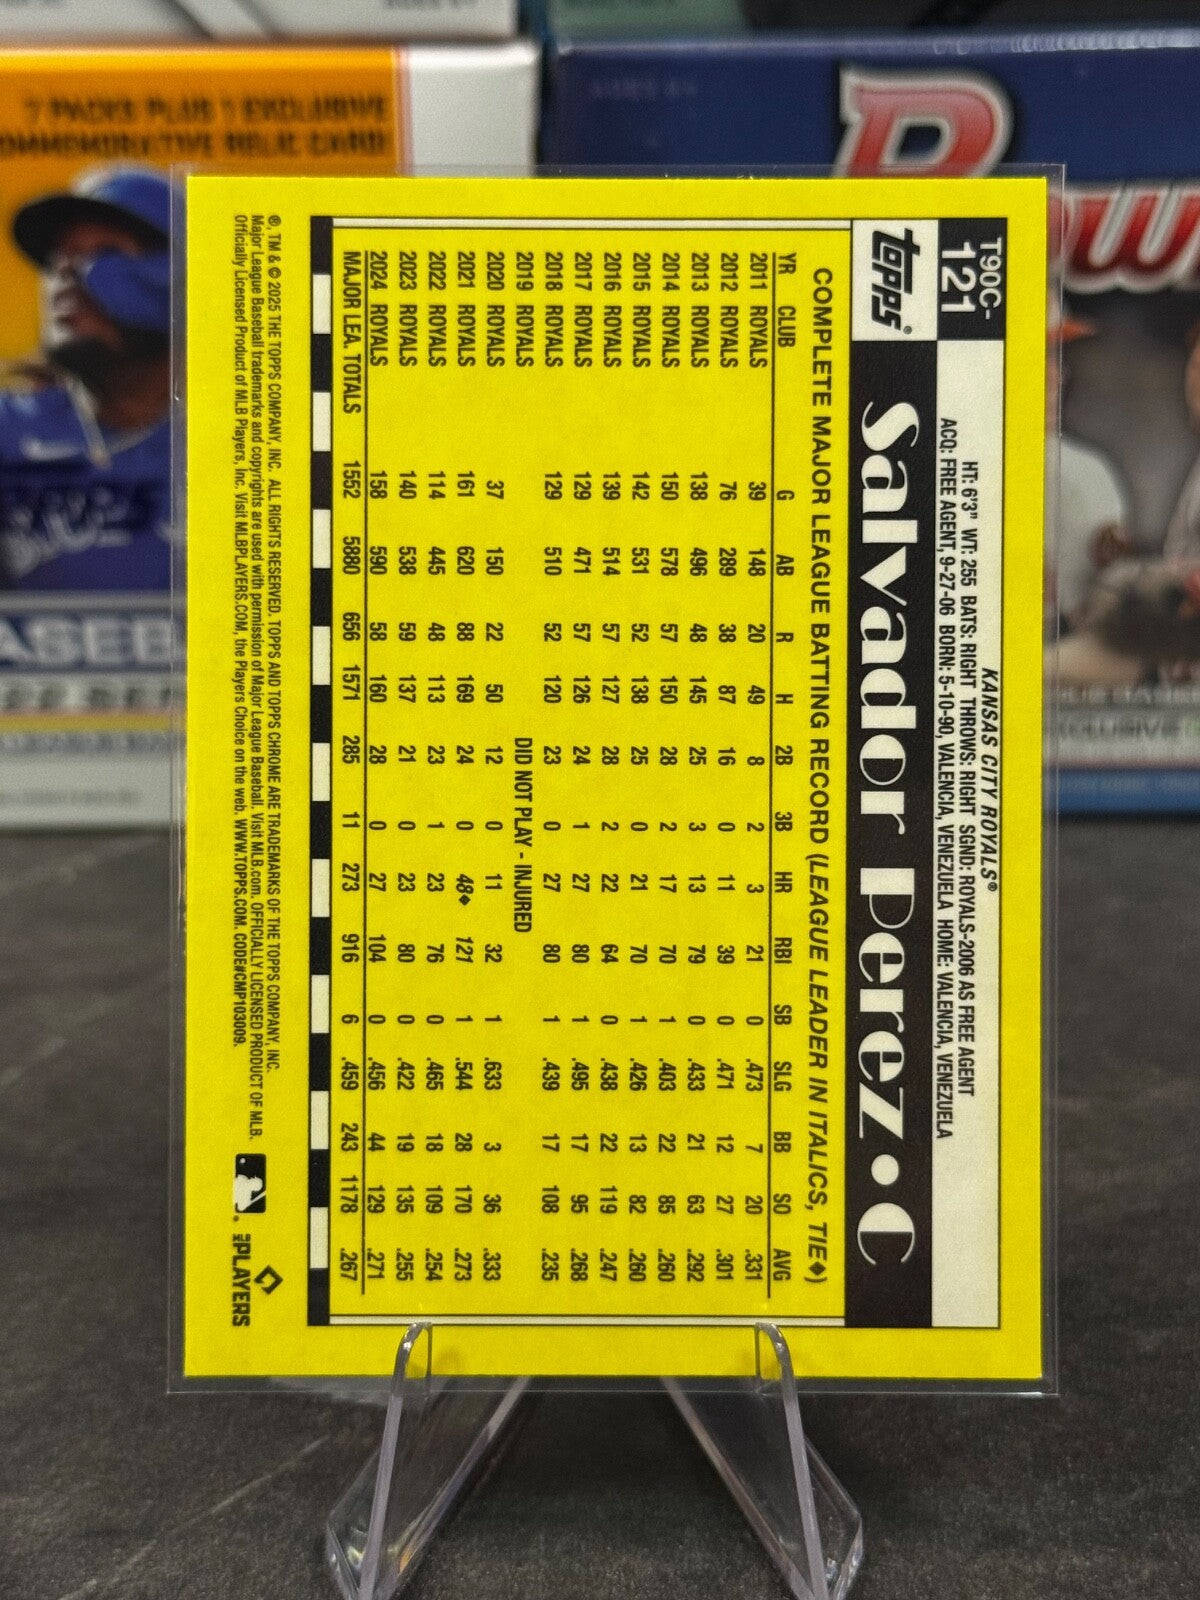 7 PACKS PLUS 1 EXCLUSIVE
COMMEMORATIVE RELIC CARD!
T90C-
121
topps®
KANSAS CITY ROYALS®
HT: 6'3" WT: 255 BATS: RIGHT THROWS: RIGHT SGND: ROYALS-2006 AS FREE AGENT
ACQ: FREE AGENT, 9-27-06 BORN: 5-10-90, VALENCIA, VENEZUELA HOME: VALENCIA, VENEZUELA
Salvador Perez • C
COMPLETE MAJOR LEAGUE BATTING RECORD (LEAGUE LEADER IN ITALICS, TIE♦)
YR CLUB G AB R H 2B 3B HR RBI SB SLG BB SO AVG
2011 ROYALS 39 148 20 49 8 2 3 21 0 .473 7 20 .331
2012 ROYALS 76 289 38 87 16 0 11 39 0 .471 12 27 .301
2013 ROYALS 138 496 48 145 25 3 13 79 0 .433 21 63 .292
2014 ROYALS 150 578 57 150 28 2 17 70 1 .403 22 85 .260
2015 ROYALS 142 531 52 138 25 0 21 70 1 .426 13 82 .260
2016 ROYALS 139 514 57 127 28 2 22 64 0 .438 22 119 .247
2017 ROYALS 129 471 57 126 24 1 27 80 1 .495 17 95 .268
2018 ROYALS 129 510 52 120 23 0 27 80 1 .439 17 108 .235
2019 ROYALS DID NOT PLAY - INJURED
2020 ROYALS 37 150 22 50 12 0 11 32 1 .633 3 36 .333
2021 ROYALS 161 620 88 169 24 0 48♦ 121 1 .544 28 170 .273
2022 ROYALS 114 445 48 113 23 1 23 76 0 .465 18 109 .254
2023 ROYALS 140 538 59 137 21 0 23 80 0 .422 19 135 .255
2024 ROYALS 158 590 58 160 28 0 27 104 0 .456 44 129 .271
MAJOR LEA. TOTALS 1552 5880 656 1571 285 11 273 916 6 .459 243 1178 .267
®, TM & © 2025 THE TOPPS COMPANY, INC. ALL RIGHTS RESERVED. TOPPS AND TOPPS CHROME ARE TRADEMARKS OF THE TOPPS COMPANY, INC.
Major League Baseball trademarks and copyrights are used with permission of Major League Baseball. Visit MLB.com. OFFICIALLY LICENSED PRODUCT OF MLB.
Officially Licensed Product of MLB Players, Inc. Visit MLBPLAYERS.COM, the Players Choice on the web. WWW.TOPPS.COM. CODE#CMP103009.
MLB PLAYERS